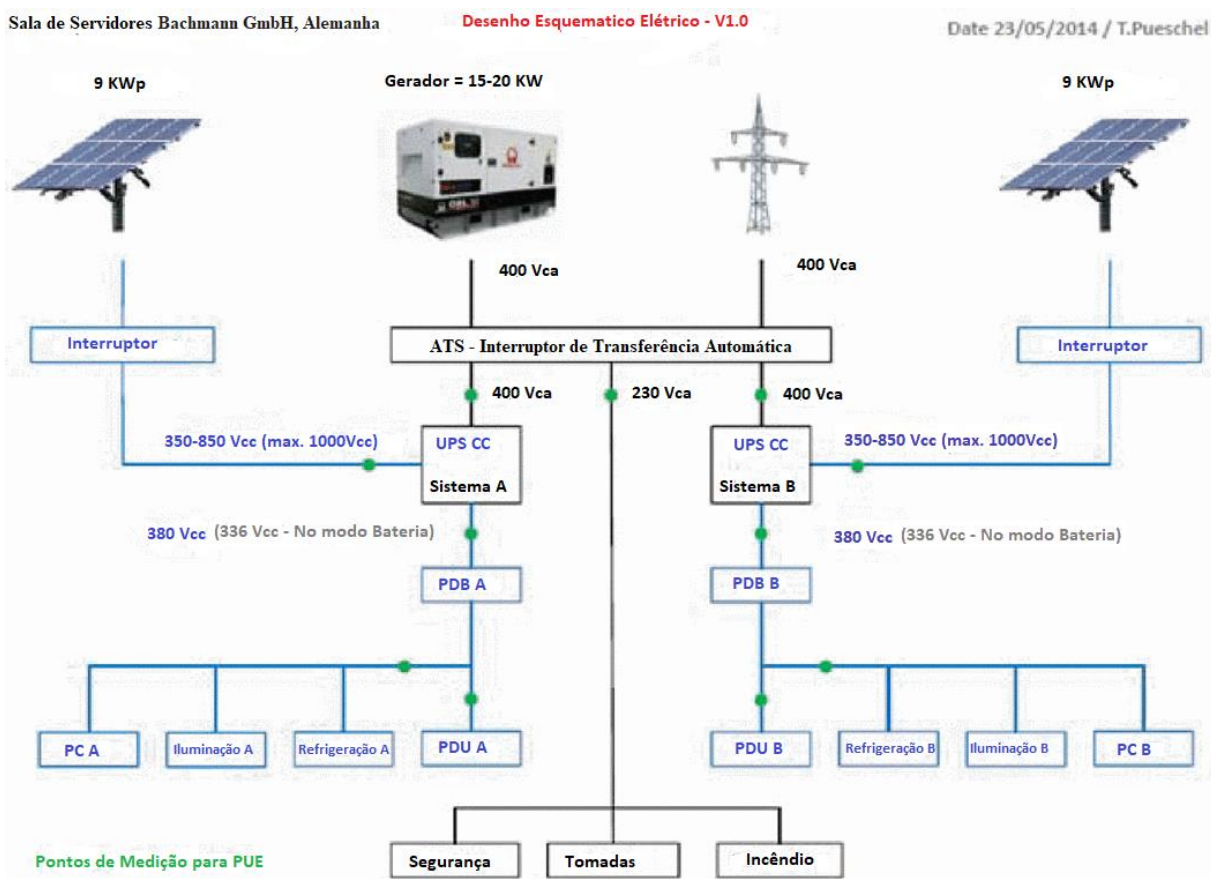 Sala de Servidores Bachmann GmbH, Alemanha
Desenho Esquematico Elétrico - V1.0
Date 23/05/2014 / T.Pueschel
9 KWp
Gerador = 15-20 KW
9 KWp
400 Vca
400 Vca
Interruptor
ATS - Interruptor de Transferência Automática
Interruptor
400 Vca
230 Vca
400 Vca
350-850 Vcc (max. 1000Vcc)
UPS CC
Sistema A
UPS CC
Sistema B
350-850 Vcc (max. 1000Vcc)
380 Vcc (336 Vcc - No modo Bateria)
380 Vcc (336 Vcc - No modo Bateria)
PDB A
PDB B
PC A
Iluminação A
Refrigeração A
PDU A
PDU B
Refrigeração B
Iluminação B
PC B
Pontos de Medição para PUE
Segurança
Tomadas
Incêndio